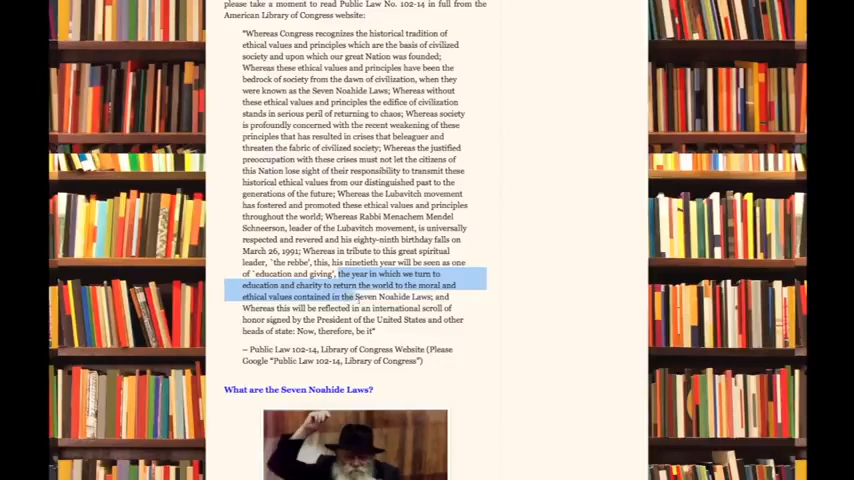 please take a moment to read Public Law No. 102-14 in full from the
American Library of Congress website:
"Whereas Congress recognizes the historical tradition of
ethical values and principles which are the basis of civilized
society and upon which our great Nation was founded;
Whereas these ethical values and principles have been the
bedrock of society from the dawn of civilization, when they
were known as the Seven Noahide Laws; Whereas without
these ethical values and principles the edifice of civilization
stands in serious peril of returning to chaos; Whereas society
is profoundly concerned with the recent weakening of these
principles that has resulted in crises that beleaguer and
threaten the fabric of civilized society; Whereas the justified
preoccupation with these crises must not let the citizens of
this Nation lose sight of their responsibility to transmit these
historical ethical values from our distinguished past to the
generations of the future; Whereas the Lubavitch movement
has fostered and promoted these ethical values and principles
throughout the world; Whereas Rabbi Menachem Mendel
Schneerson, leader of the Lubavitch movement, is universally
respected and revered and his eighty-ninth birthday falls on
March 26, 1991; Whereas in tribute to this great spiritual
leader, `the rebbe', this, his ninetieth year will be seen as one
of `education and giving', the year in which we turn to
education and charity to return the world to the moral and
ethical values contained in the Seven Noahide Laws; and
Whereas this will be reflected in an international scroll of
honor signed by the President of the United States and other
heads of state: Now, therefore, be it"
– Public Law 102-14, Library of Congress Website (Please
Google "Public Law 102-14, Library of Congress")
What are the Seven Noahide Laws?